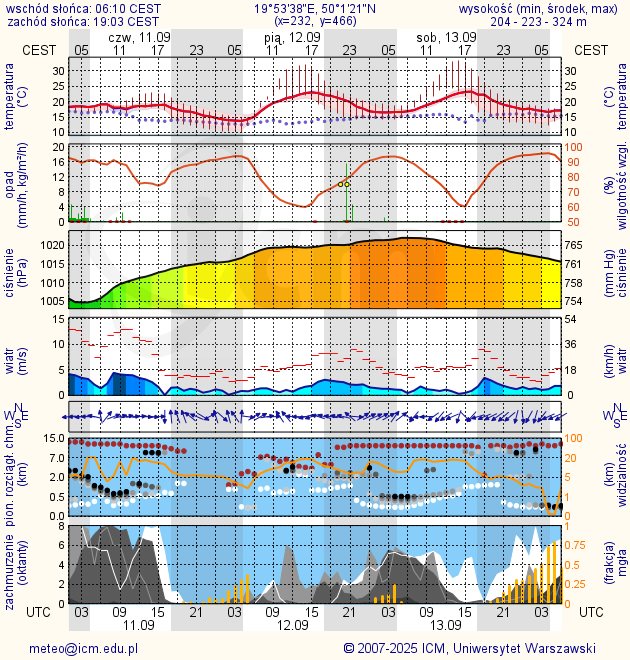 wschód słońca: 06:10 CEST 19°53'38"E, 50°1'21"N wysokość (min, środek, max)
zachód słońca: 19:03 CEST (x=232, y=466) 204 - 223 - 324 m
czw, 11.09 pią, 12.09 sob, 13.09
CEST 05 11 17 23 05 11 17 23 05 11 17 23 05 CEST
temperatura
(°C)
30
25
20
15
10
30
25
20
15
10
(°C)
temperatura
opad
(mm/h, kg/m²/h)
20
16
12
8
4
0
100
90
80
70
60
50
(%)
wilgotność wzgl.
ciśnienie
(hPa)
1020
1015
1010
1005
765
761
758
754
(mm Hg)
ciśnienie
wiatr
(m/s)
15
10
5
0
54
36
18
0
(km/h)
wiatr
N
W E
S
N
W E
S
pion. rozciągł. chm.
(km)
15.0
7.0
2.0
0.5
0.0
100
20
5
1
0
(km)
widzialność
zachmurzenie
(oktanty)
8
6
4
2
0
1
0.75
0.5
0.25
0
(frakcja)
mgła
UTC 03 09 15 21 03 09 15 21 03 09 15 21 03 UTC
11.09 12.09 13.09
meteo@icm.edu.pl © 2007-2025 ICM, Uniwersytet Warszawski